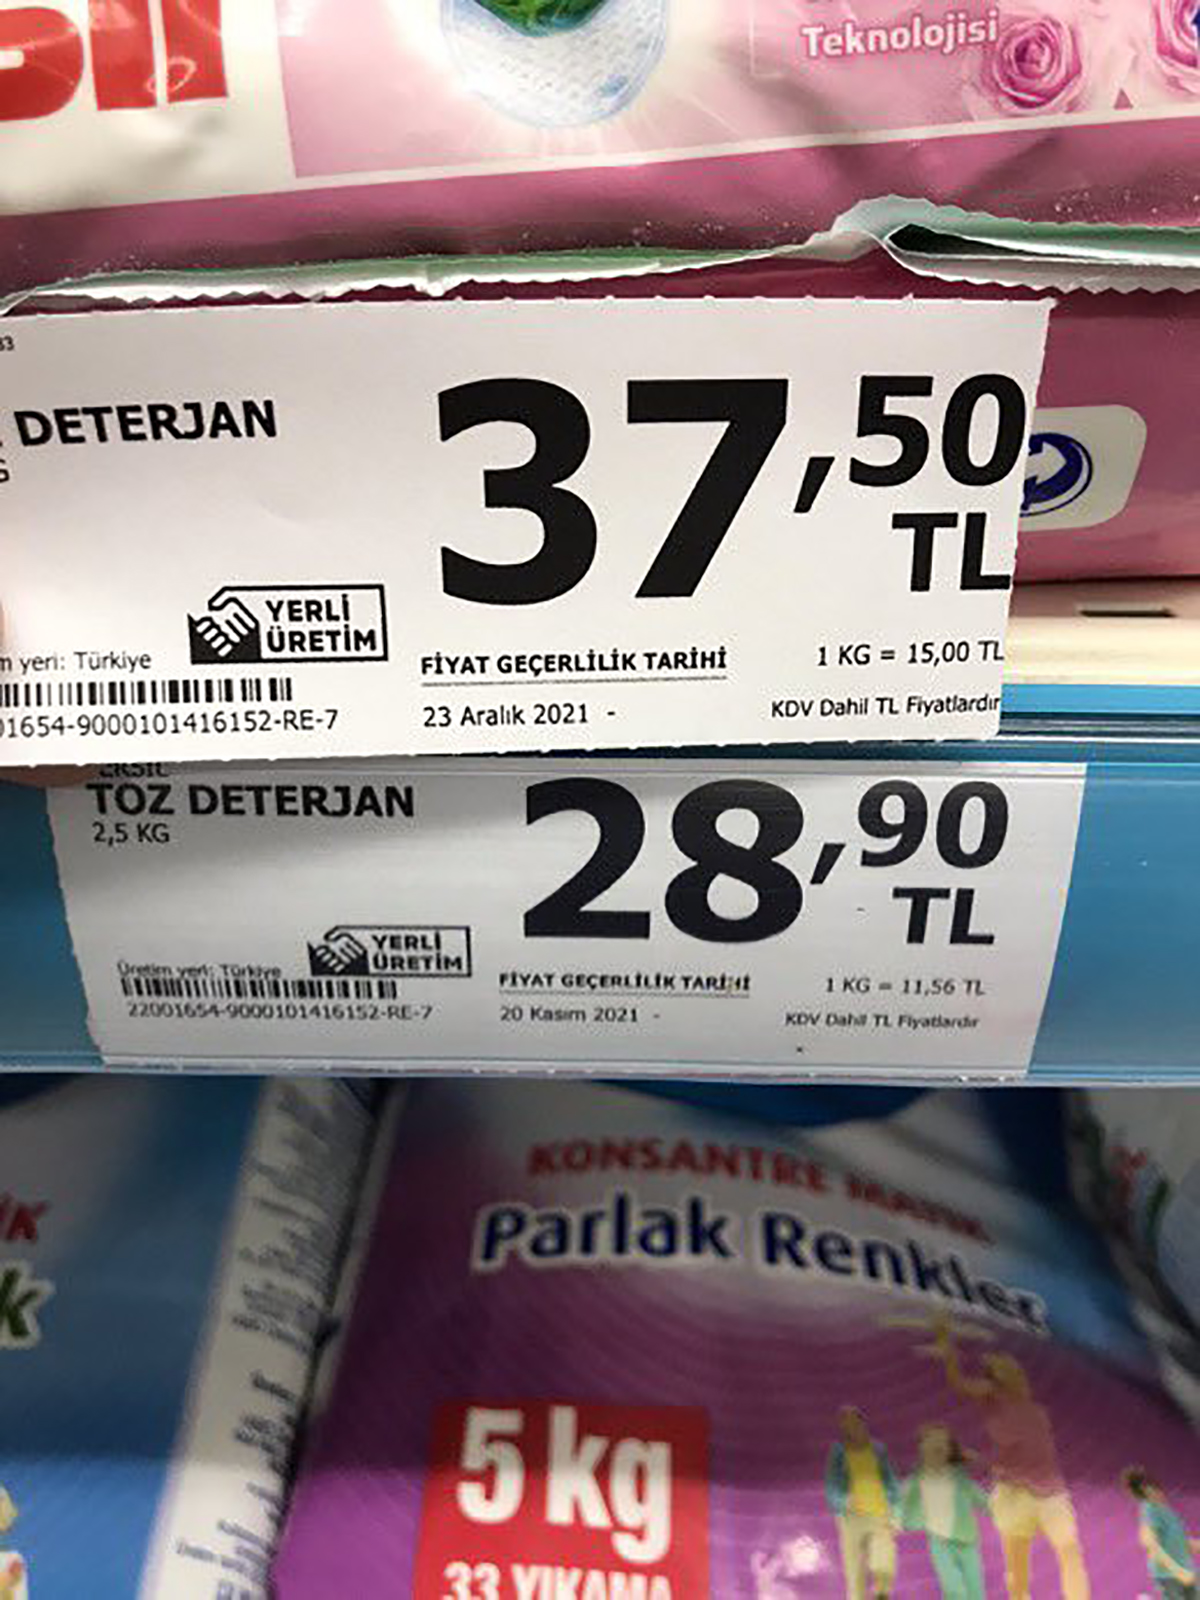 Teknolojisi
DETERJAN
37,50
TL
YERLİ
ÜRETİM
yeri: Türkiye
FİYAT GEÇERLİLİK TARİHİ
1 KG = 15,00 TL
01654-9000101416152-RE-7
23 Aralık 2021 -
KDV Dahil TL Fiyatlardır
TOZ DETERJAN
2,5 KG
28,90
TL
YERLİ
ÜRETİM
Üretim yeri: Türkiye
FİYAT GEÇERLİLİK TARİHİ
1 KG = 11,56 TL
22001654-9000101416152-RE-7
20 Kasım 2021 -
KDV Dahil TL Fiyatlardır
KONSANTRE
Parlak Renkler
5 kg
33 YIKAMA